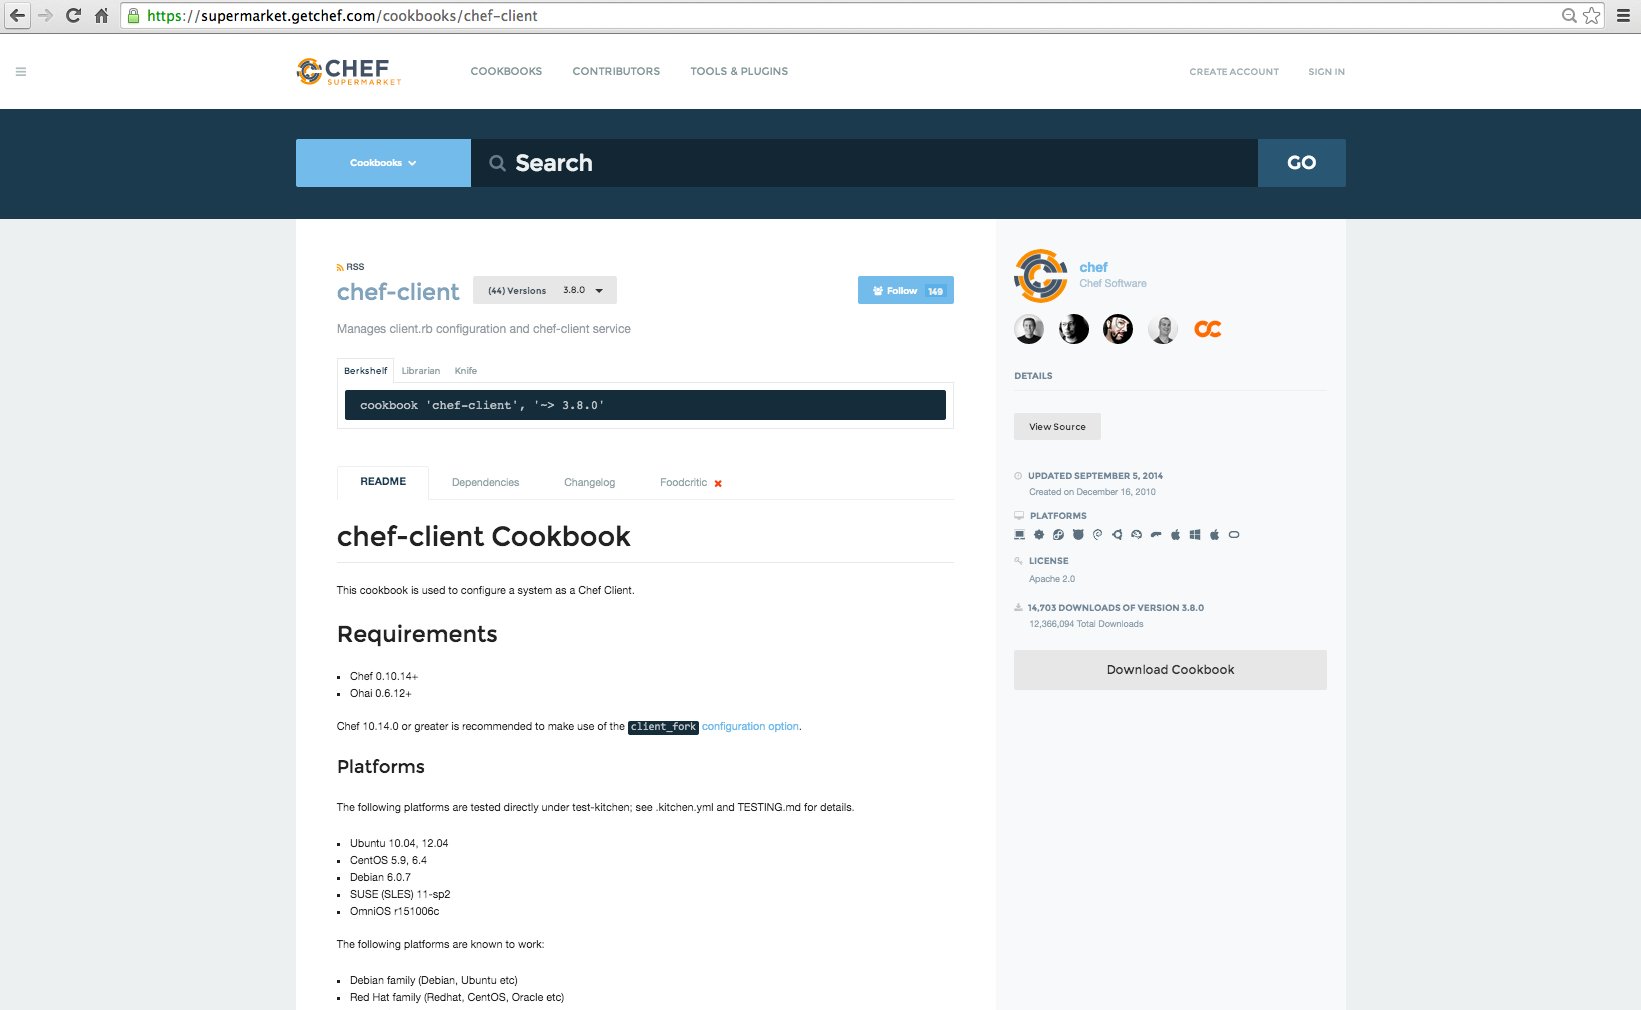 https://supermarket.getchef.com/cookbooks/chef-client
CHEF
SUPERMARKET
COOKBOOKS CONTRIBUTORS TOOLS & PLUGINS
CREATE ACCOUNT SIGN IN
Cookbooks Search GO
RSS
chef-client (44) Versions 3.8.0 Follow 149
Manages client.rb configuration and chef-client service
Berkshelf Librarian Knife
cookbook 'chef-client', '~> 3.8.0'
README Dependencies Changelog Foodcritic
chef-client Cookbook
This cookbook is used to configure a system as a Chef Client.
Requirements
Chef 0.10.14+
Ohai 0.6.12+
Chef 10.14.0 or greater is recommended to make use of the client_fork configuration option.
Platforms
The following platforms are tested directly under test-kitchen; see .kitchen.yml and TESTING.md for details.
Ubuntu 10.04, 12.04
CentOS 5.9, 6.4
Debian 6.0.7
SUSE (SLES) 11-sp2
OmniOS r151006c
The following platforms are known to work:
Debian family (Debian, Ubuntu etc)
Red Hat family (Redhat, CentOS, Oracle etc)
chef
Chef Software
DETAILS
View Source
UPDATED SEPTEMBER 5, 2014
Created on December 16, 2010
PLATFORMS
LICENSE
Apache 2.0
14,703 DOWNLOADS OF VERSION 3.8.0
12,366,094 Total Downloads
Download Cookbook